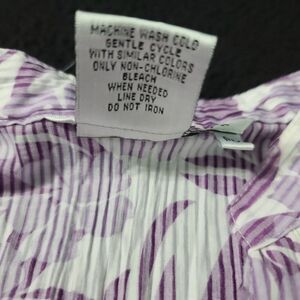 MACHINE WASH COLD
GENTLE CYCLE
WITH SIMILAR COLORS
ONLY NON-CHLORINE
BLEACH
WHEN NEEDED
LINE DRY
DO NOT IRON